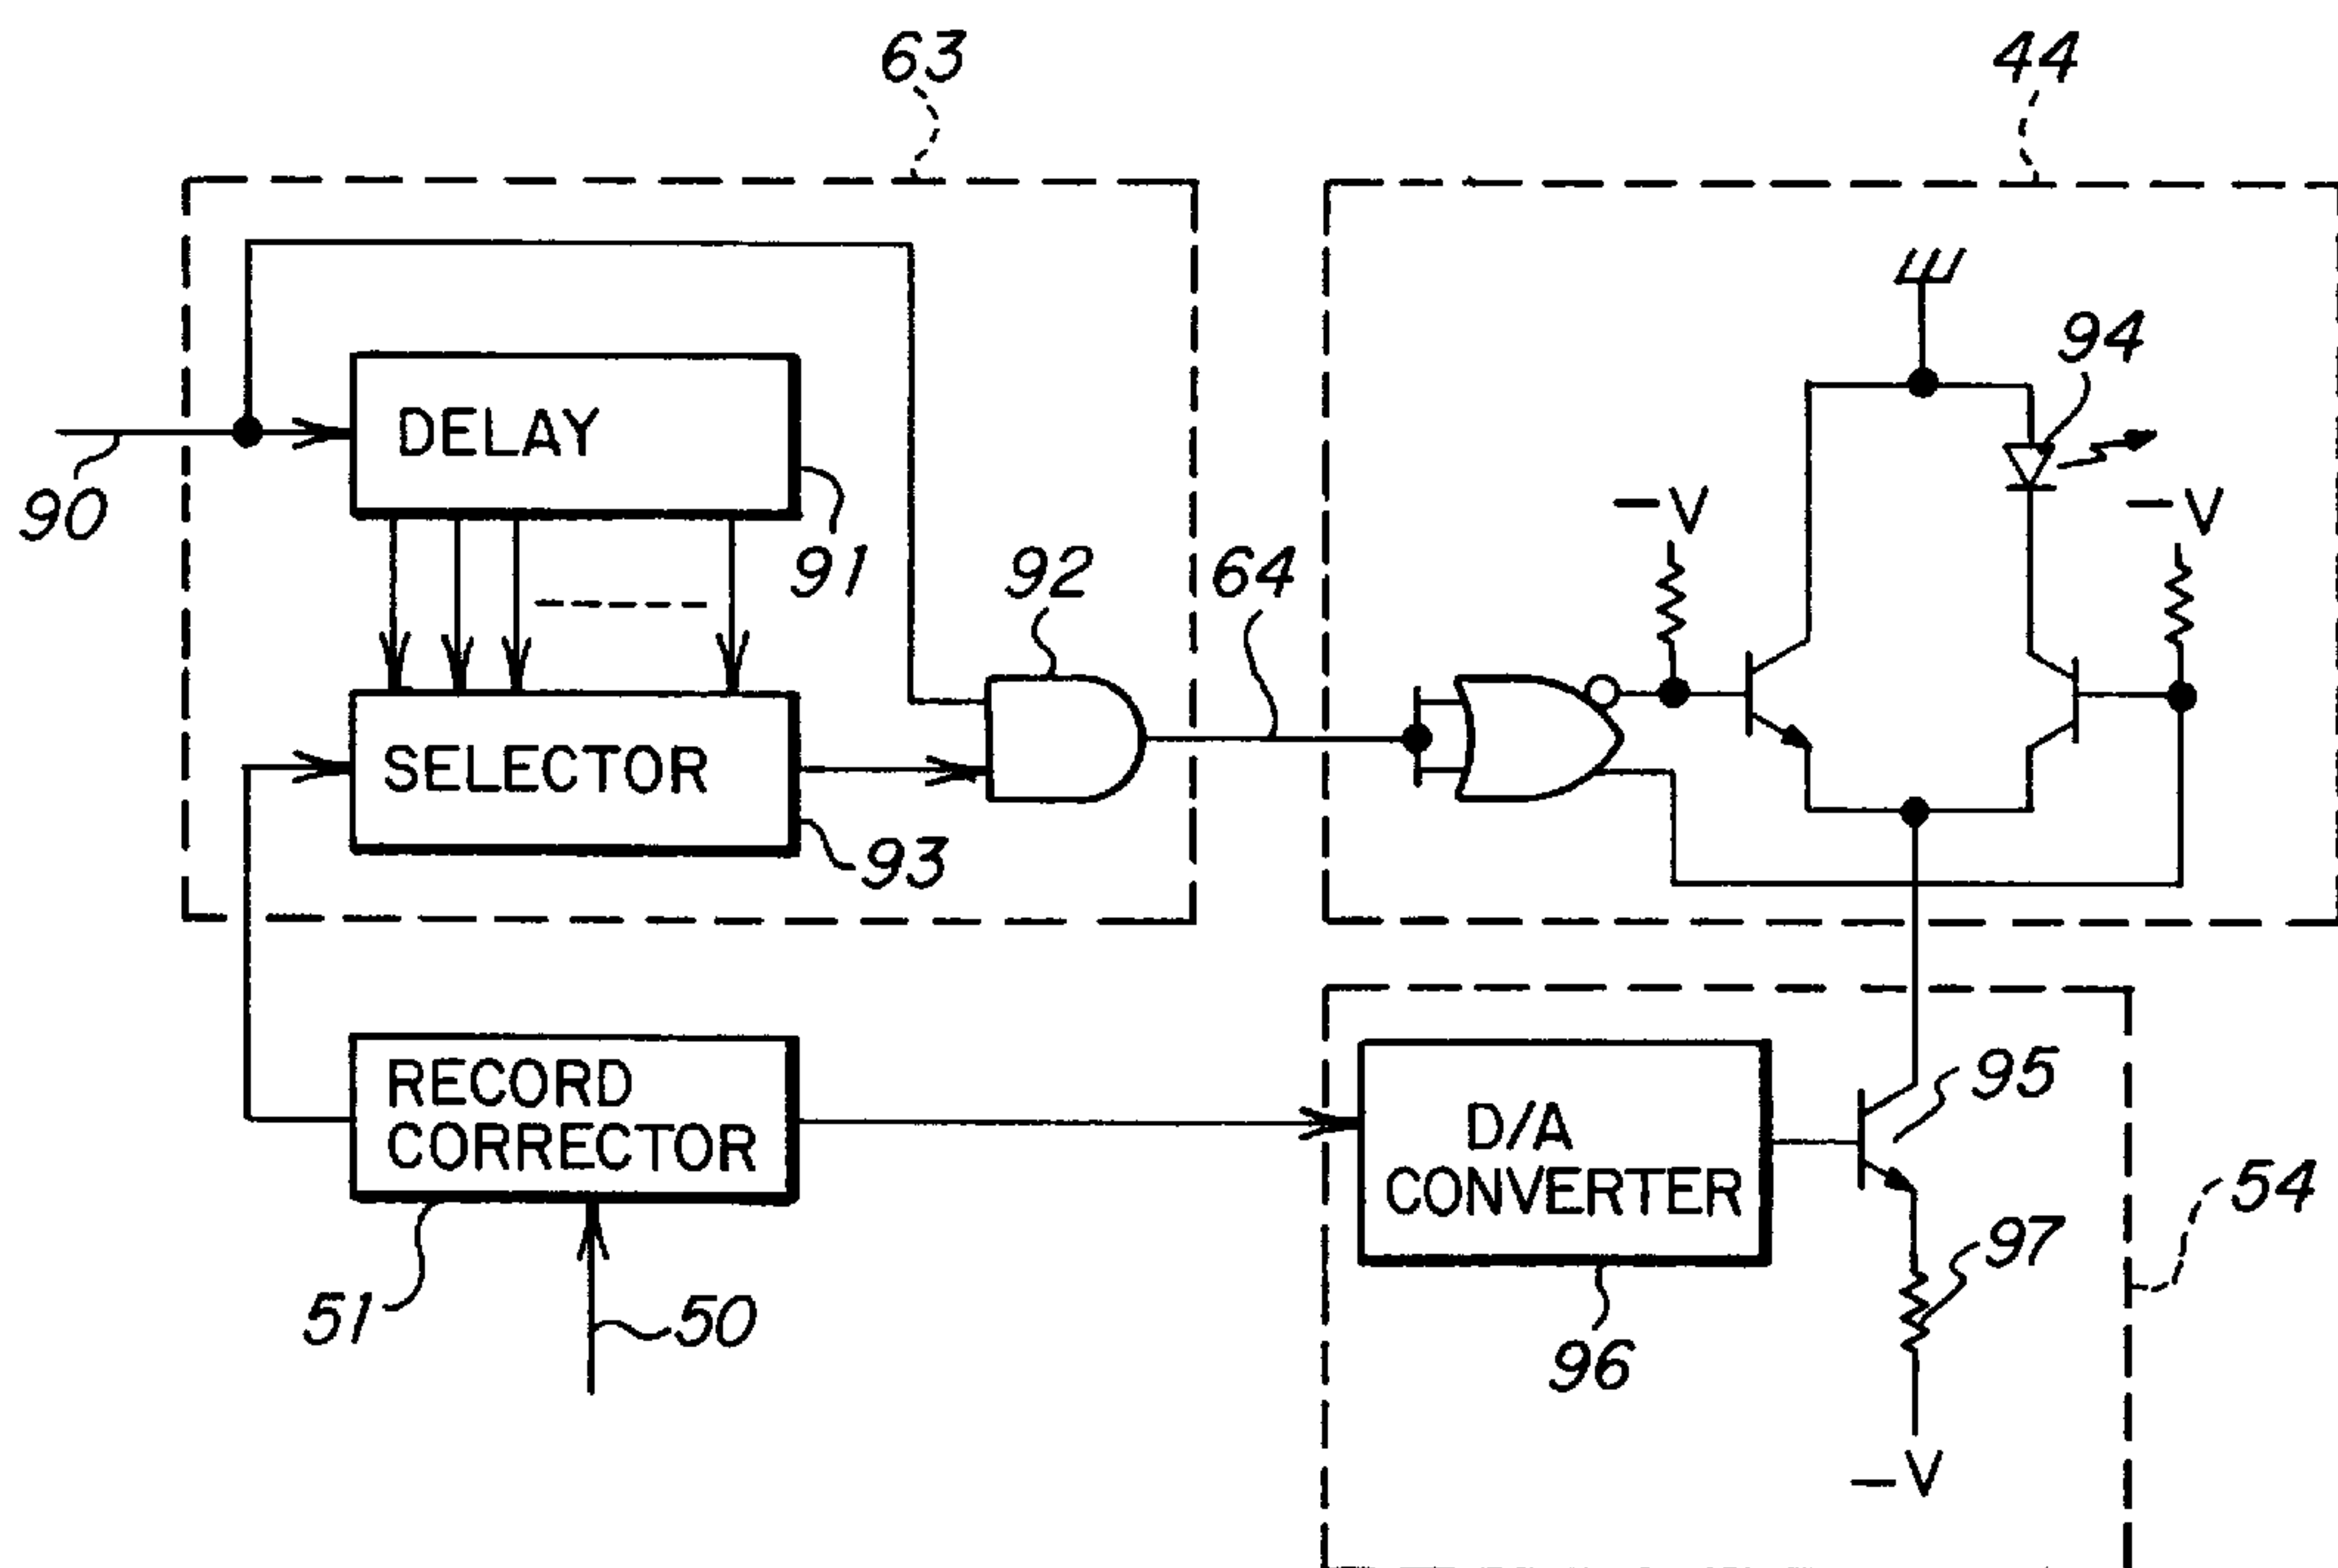 63
44
94
DELAY
90
-V
-V
91
92
64
SELECTOR
93
RECORD
CORRECTOR
D/A
CONVERTER
95
54
97
51
50
96
-V